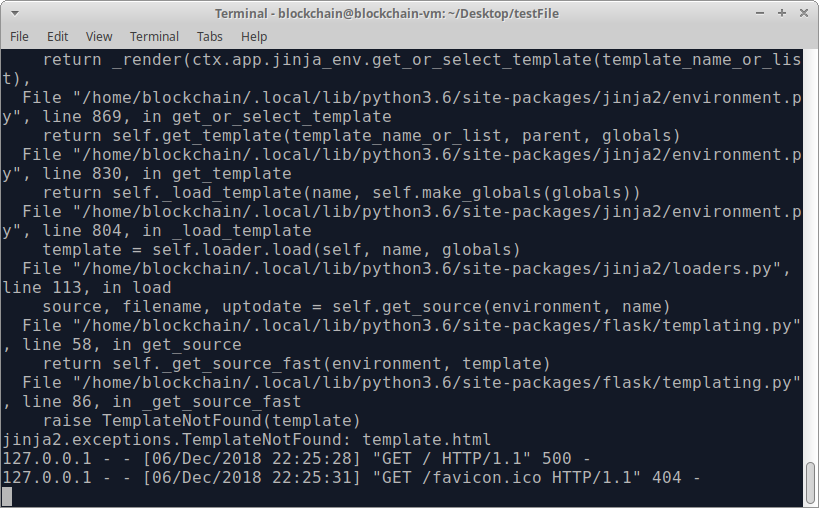 Terminal - blockchain@blockchain-vm: ~/Desktop/testFile
File Edit View Terminal Tabs Help
    return _render(ctx.app.jinja_env.get_or_select_template(template_name_or_lis
t),
  File "/home/blockchain/.local/lib/python3.6/site-packages/jinja2/environment.p
y", line 869, in get_or_select_template
    return self.get_template(template_name_or_list, parent, globals)
  File "/home/blockchain/.local/lib/python3.6/site-packages/jinja2/environment.p
y", line 830, in get_template
    return self._load_template(name, self.make_globals(globals))
  File "/home/blockchain/.local/lib/python3.6/site-packages/jinja2/environment.p
y", line 804, in _load_template
    template = self.loader.load(self, name, globals)
  File "/home/blockchain/.local/lib/python3.6/site-packages/jinja2/loaders.py",
line 113, in load
    source, filename, uptodate = self.get_source(environment, name)
  File "/home/blockchain/.local/lib/python3.6/site-packages/flask/templating.py"
, line 58, in get_source
    return self._get_source_fast(environment, template)
  File "/home/blockchain/.local/lib/python3.6/site-packages/flask/templating.py"
, line 86, in _get_source_fast
    raise TemplateNotFound(template)
jinja2.exceptions.TemplateNotFound: template.html
127.0.0.1 - - [06/Dec/2018 22:25:28] "GET / HTTP/1.1" 500 -
127.0.0.1 - - [06/Dec/2018 22:25:31] "GET /favicon.ico HTTP/1.1" 404 -